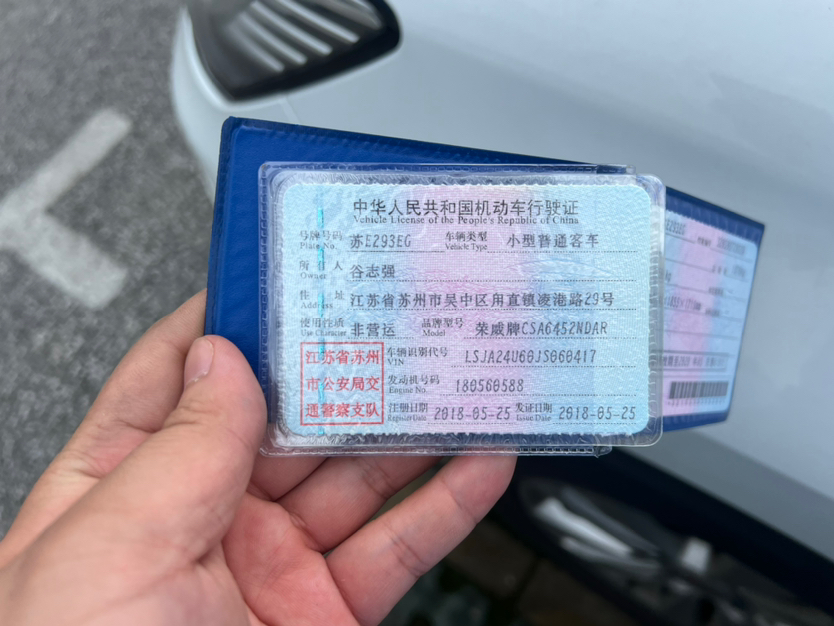 中华人民共和国机动车行驶证
Vehicle License of the People's Republic of China
号牌号码 苏E293EG 车辆类型 小型普通客车
Plate No. Vehicle Type
所有人 谷志强
Owner
住址 江苏省苏州市吴中区甪直镇凌港路29号
Address
使用性质 非营运 品牌型号 荣威牌CSA6452NDAR
Use Character Model
江苏省苏州 车辆识别代号 LSJA24U60JS060417
VIN
市公安局交 发动机号码 180560588
Engine No.
通警察支队 注册日期 2018-05-25 发证日期 2018-05-25
Register Date Issue Date